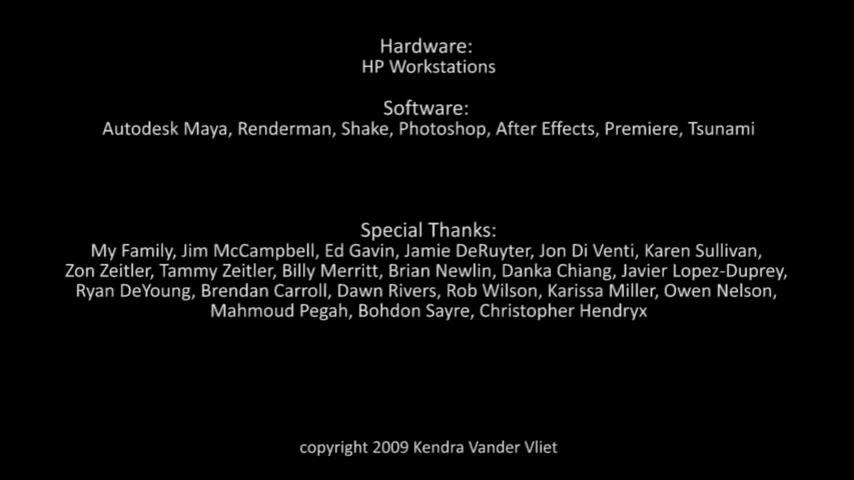 Hardware:
HP Workstations
Software:
Autodesk Maya, Renderman, Shake, Photoshop, After Effects, Premiere, Tsunami
Special Thanks:
My Family, Jim McCampbell, Ed Gavin, Jamie DeRuyter, Jon Di Venti, Karen Sullivan,
Zon Zeitler, Tammy Zeitler, Billy Merritt, Brian Newlin, Danka Chiang, Javier Lopez-Duprey,
Ryan DeYoung, Brendan Carroll, Dawn Rivers, Rob Wilson, Karissa Miller, Owen Nelson,
Mahmoud Pegah, Bohdon Sayre, Christopher Hendryx
copyright 2009 Kendra Vander Vliet